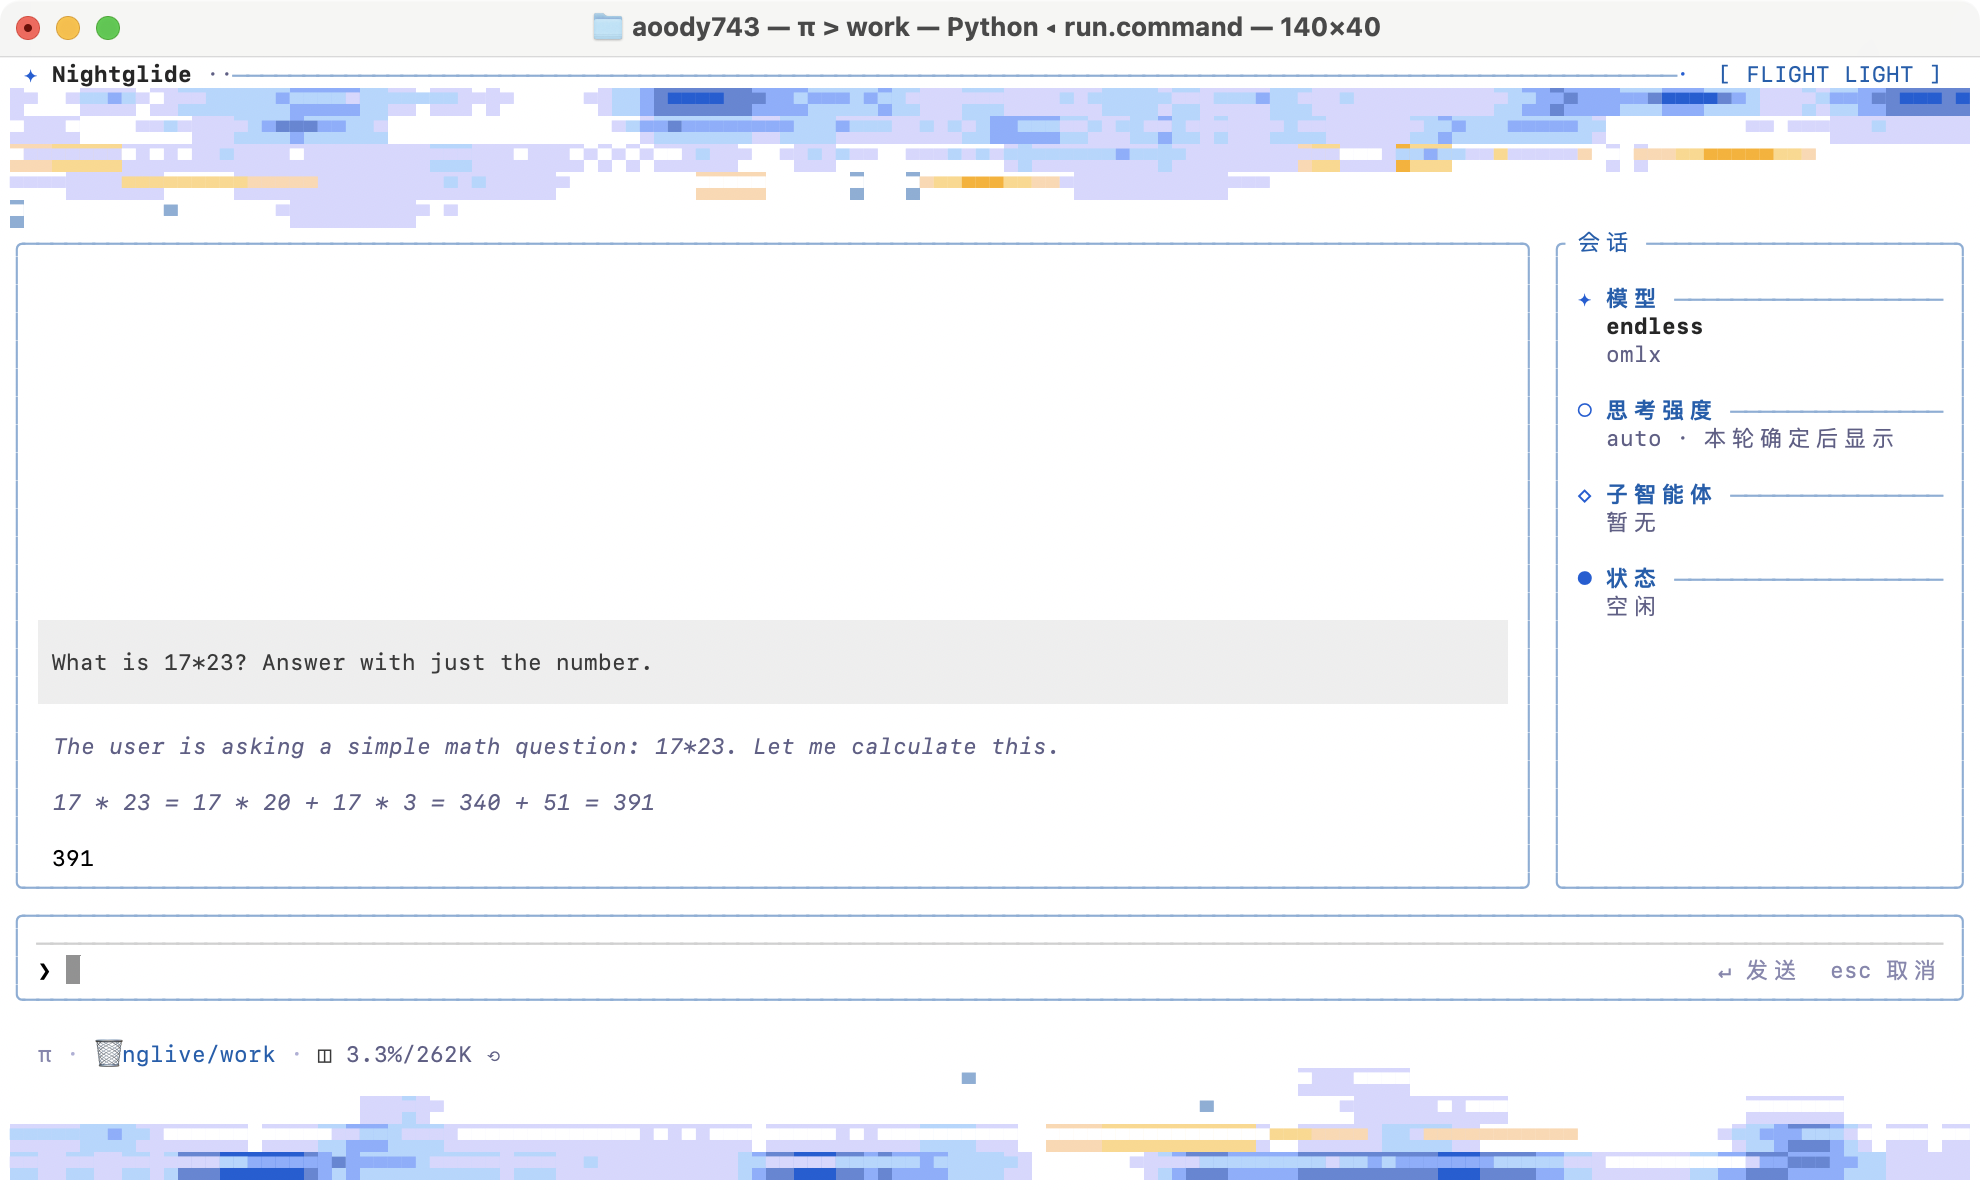 aoody743 — π > work — Python ◂ run.command — 140×40
✦ Nightglide ·· · [ FLIGHT LIGHT ]
会话
✦ 模型
endless
omlx
○ 思考强度
auto · 本轮确定后显示
◇ 子智能体
暂无
● 状态
空闲
What is 17*23? Answer with just the number.
The user is asking a simple math question: 17*23. Let me calculate this.
17 * 23 = 17 * 20 + 17 * 3 = 340 + 51 = 391
391
❯ ↵ 发送 esc 取消
π · 🗑nglive/work · ◫ 3.3%/262K ⟲